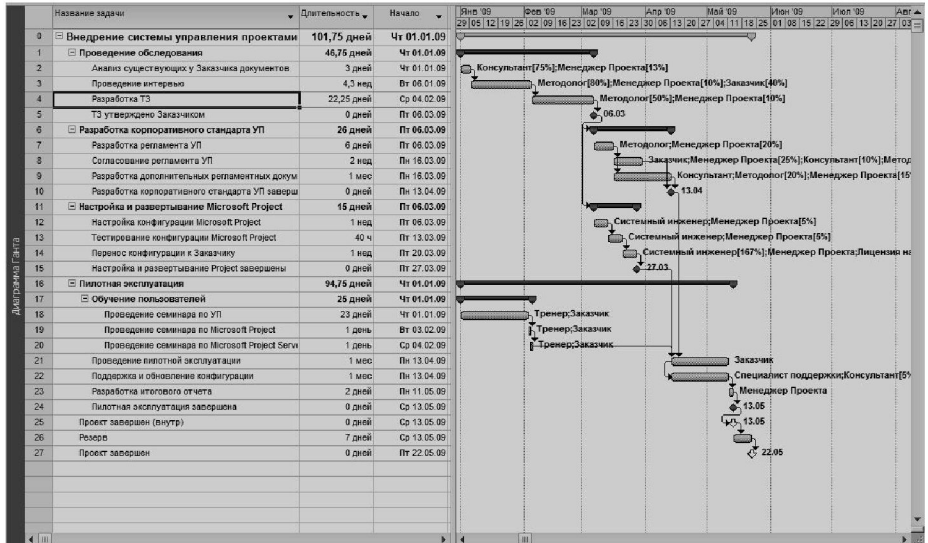 Название задачи Длительность Начало Янв '09 Фев '09 Мар '09 Апр '09 Май '09 Июн '09 Июл '09 Авг
29 05 12 19 26 02 09 16 23 02 09 16 23 30 06 13 20 27 04 11 18 25 01 08 15 22 29 06 13 20 27 03
0 Внедрение системы управления проектами 101,75 дней Чт 01.01.09
1 Проведение обследования 46,75 дней Чт 01.01.09
2 Анализ существующих у Заказчика документов 3 дней Чт 01.01.09 Консультант[75%];Менеджер Проекта[13%]
3 Проведение интервью 4,3 нед Вт 06.01.09 Методолог[80%];Менеджер Проекта[10%];Заказчик[40%]
4 Разработка ТЗ 22,25 дней Ср 04.02.09 Методолог[50%];Менеджер Проекта[10%]
5 ТЗ утверждено Заказчиком 0 дней Пт 06.03.09 06.03
6 Разработка корпоративного стандарта УП 26 дней Пт 06.03.09
7 Разработка регламента УП 6 дней Пт 06.03.09 Методолог;Менеджер Проекта[20%]
8 Согласование регламента УП 2 нед Пн 16.03.09 Заказчик;Менеджер Проекта[25%];Консультант[10%];Метод
9 Разработка дополнительных регламентных докум 1 мес Пн 16.03.09 Консультант;Методолог[20%];Менеджер Проекта[15
10 Разработка корпоративного стандарта УП заверш 0 дней Пн 13.04.09 13.04
11 Настройка и развертывание Microsoft Project 15 дней Пт 06.03.09
12 Настройка конфигурации Microsoft Project 1 нед Пт 06.03.09 Системный инженер;Менеджер Проекта[5%]
13 Тестирование конфигурации Microsoft Project 40 ч Пт 13.03.09 Системный инженер;Менеджер Проекта[5%]
14 Перенос конфигурации к Заказчику 1 нед Пт 20.03.09 Системный инженер[167%];Менеджер Проекта;Лицензия на
15 Настройка и развертывание Project завершены 0 дней Пт 27.03.09 27.03
16 Пилотная эксплуатация 94,75 дней Чт 01.01.09
17 Обучение пользователей 25 дней Чт 01.01.09
18 Проведение семинара по УП 23 дней Чт 01.01.09 Тренер;Заказчик
19 Проведение семинара по Microsoft Project 1 день Вт 03.02.09 Тренер;Заказчик
20 Проведение семинара по Microsoft Project Serve 1 день Ср 04.02.09 Тренер;Заказчик
21 Проведение пилотной эксплуатации 1 мес Пн 13.04.09 Заказчик
22 Поддержка и обновление конфигурации 1 мес Пн 13.04.09 Специалист поддержки;Консультант[5%
23 Разработка итогового отчета 2 дней Пн 11.05.09 Менеджер Проекта
24 Пилотная эксплуатация завершена 0 дней Ср 13.05.09 13.05
25 Проект завершен (внутр) 0 дней Ср 13.05.09 13.05
26 Резерв 7 дней Ср 13.05.09
27 Проект завершен 0 дней Пт 22.05.09 22.05
Диаграмма Ганта